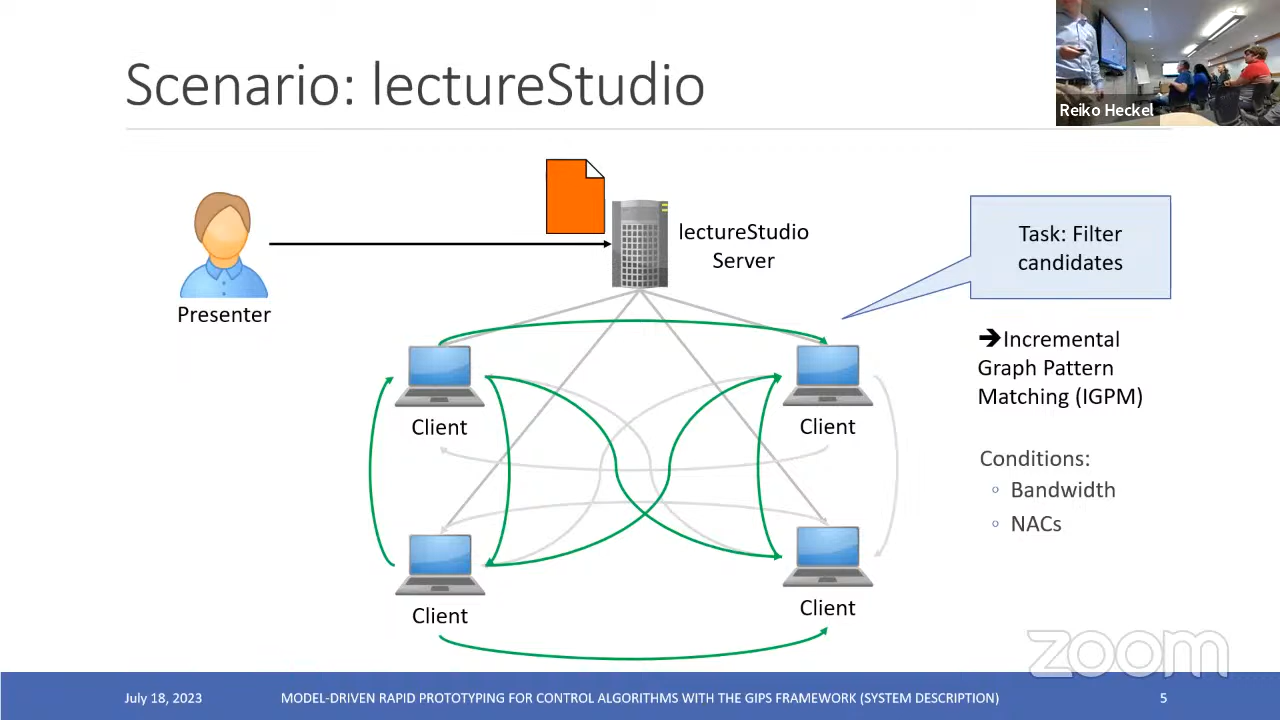 Scenario: lectureStudio
Reiko Heckel
lectureStudio
Server
Task: Filter
candidates
Presenter
🡲Incremental
Graph Pattern
Matching (IGPM)
Client
Client
Conditions:
Bandwidth
NACs
Client
Client
zoom
July 18, 2023
MODEL-DRIVEN RAPID PROTOTYPING FOR CONTROL ALGORITHMS WITH THE GIPS FRAMEWORK (SYSTEM DESCRIPTION)
5